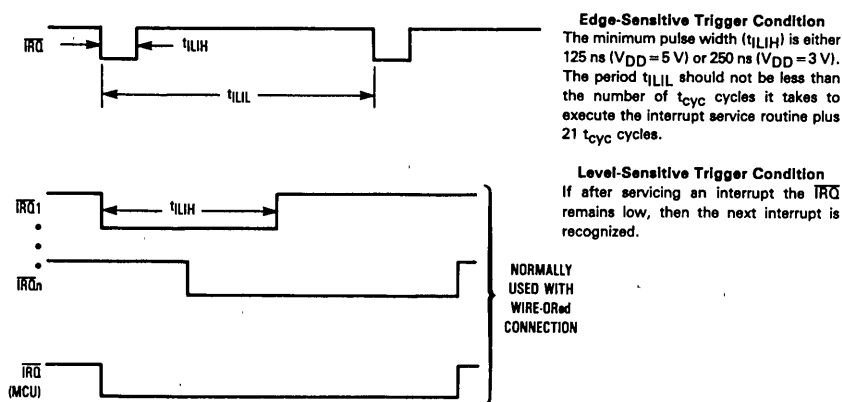 IRQ
tILIH
tILIL
Edge-Sensitive Trigger Condition
The minimum pulse width (tILIH) is either
125 ns (VDD = 5 V) or 250 ns (VDD = 3 V).
The period tILIL should not be less than
the number of tcyc cycles it takes to
execute the interrupt service routine plus
21 tcyc cycles.
Level-Sensitive Trigger Condition
If after servicing an interrupt the IRQ
remains low, then the next interrupt is
recognized.
IRQ1
tILIH
IRQn
IRQ
(MCU)
NORMALLY
USED WITH
WIRE-ORed
CONNECTION